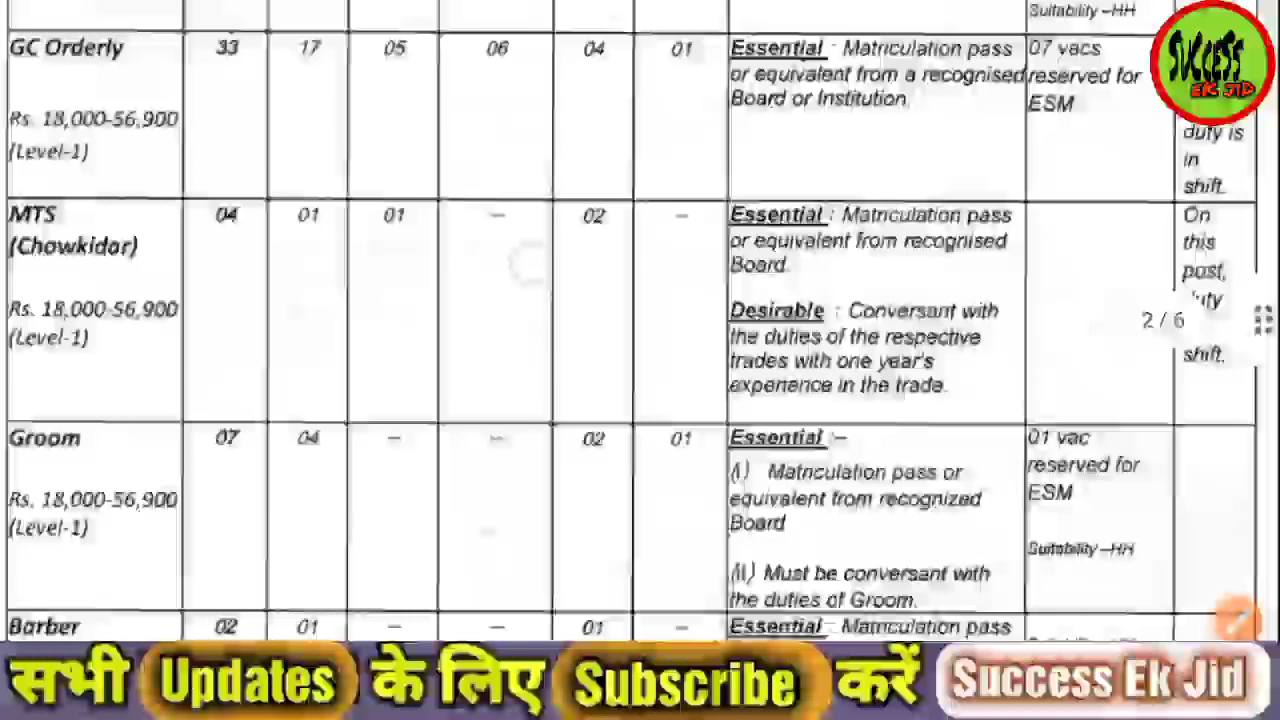 Suitability –HH
GC Orderly 33 17 05 06 04 01 Essential : Matriculation pass 07 vacs
or equivalent from a recognised reserved for
Board or Institution. ESM
Rs. 18,000-56,900
(Level-1)
duty is
in
shift.
SUCCESS
EK JID
MTS 04 01 01 – 02 – Essential : Matriculation pass On
(Chowkidar) or equivalent from recognised this
Board. post,
Rs. 18,000-56,900 Desirable : Conversant with
(Level-1) the duties of the respective
trades with one year's shift.
experience in the trade.
2 / 6
Groom 07 04 – – 02 01 Essential :– 01 vac
(i) Matriculation pass or reserved for
Rs. 18,000-56,900 equivalent from recognized ESM
(Level-1) Board
Suitability –HH
(ii) Must be conversant with
the duties of Groom.
Barber 02 01 01 – Essential : Matriculation pass
सभी Updates के लिए Subscribe करें Success Ek Jid